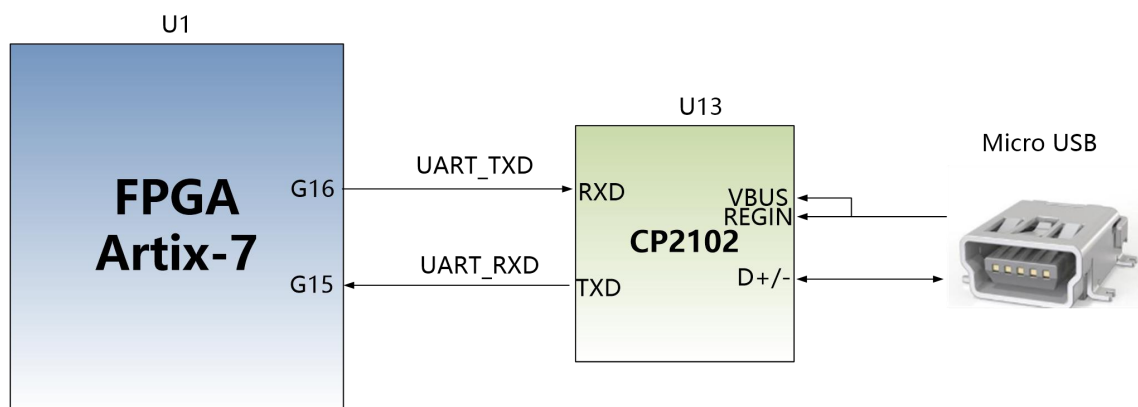 U1
U13
Micro USB
FPGA
Artix-7
G16
UART_TXD
RXD
VBUS
REGIN
CP2102
G15
UART_RXD
TXD
D+/-